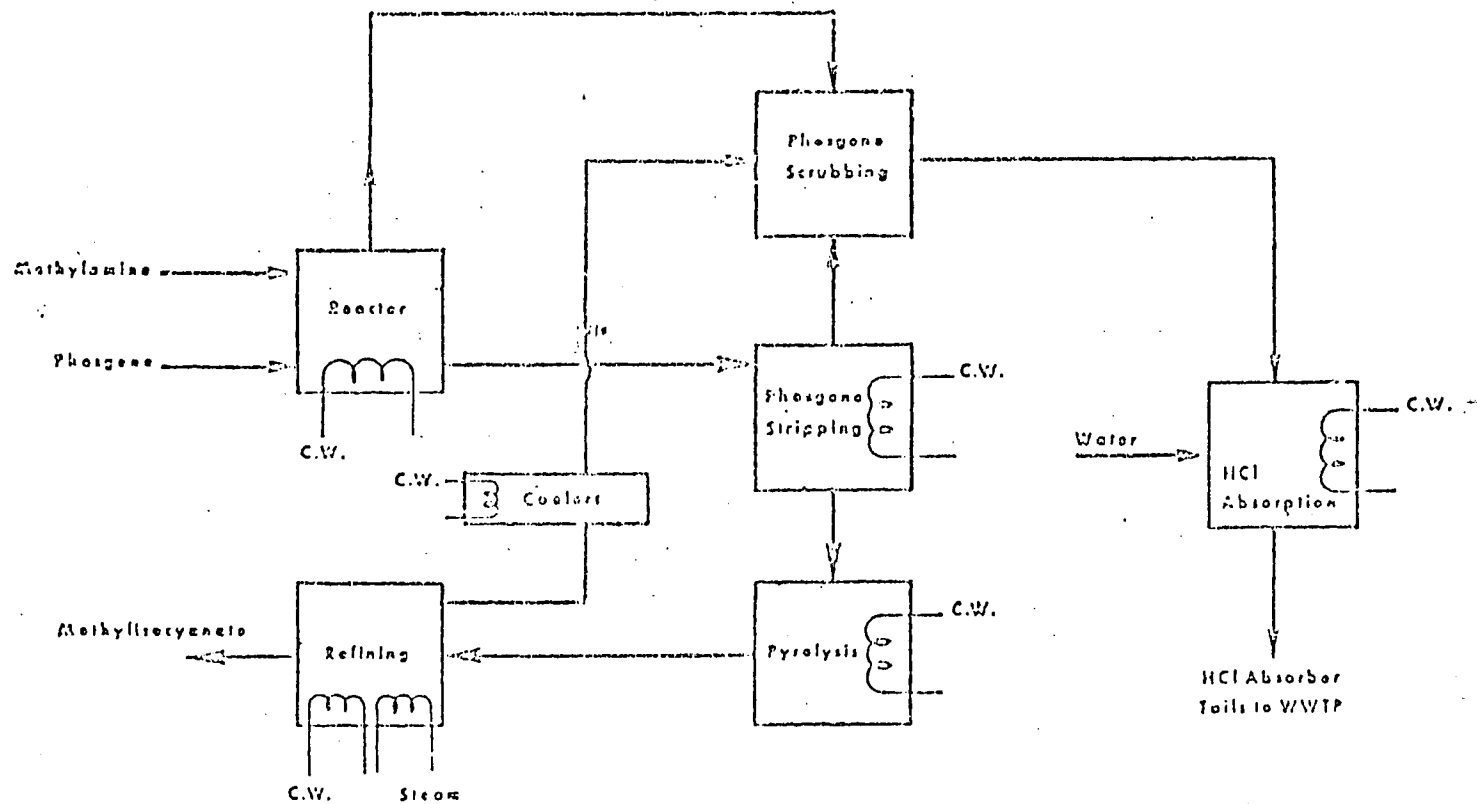 Phosgene
Scrubbing
Methylamine
Reactor
Phosgene
C.W.
Phosgene
Stripping
C.W.
C.W.
Water
HCl
Absorption
C.W.
C.W.
Coolers
Methylisocyanate
Refining
Pyrolysis
C.W.
HCl Absorber
Tails to WWTP
C.W.
Steam